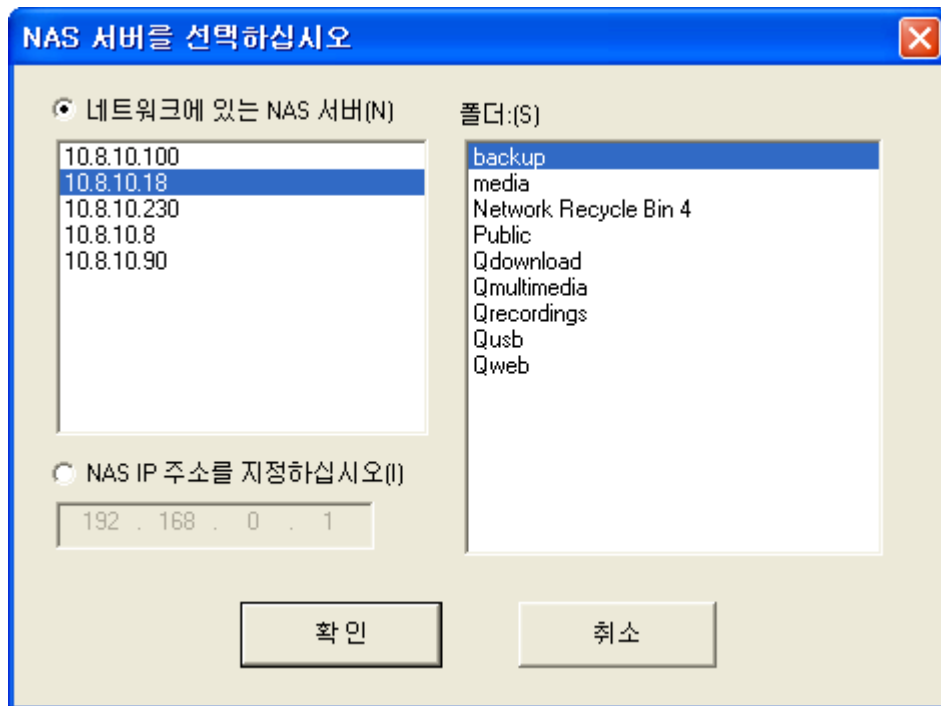 NAS 서버를 선택하십시오
네트워크에 있는 NAS 서버(N)
10.8.10.100
10.8.10.18
10.8.10.230
10.8.10.8
10.8.10.90
NAS IP 주소를 지정하십시오(I)
192 . 168 . 0 . 1
폴더:(S)
backup
media
Network Recycle Bin 4
Public
Qdownload
Qmultimedia
Qrecordings
Qusb
Qweb
확인
취소